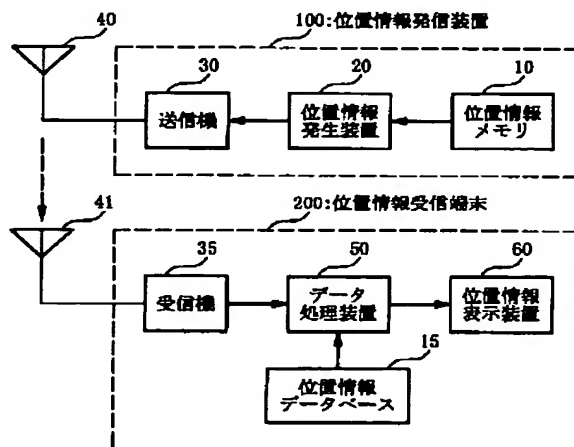 40
100:位置情報発信装置
30
20
10
送信機
位置情報
発生装置
位置情報
メモリ
41
200:位置情報受信端末
35
50
60
受信機
データ
処理装置
位置情報
表示装置
15
位置情報
データベース